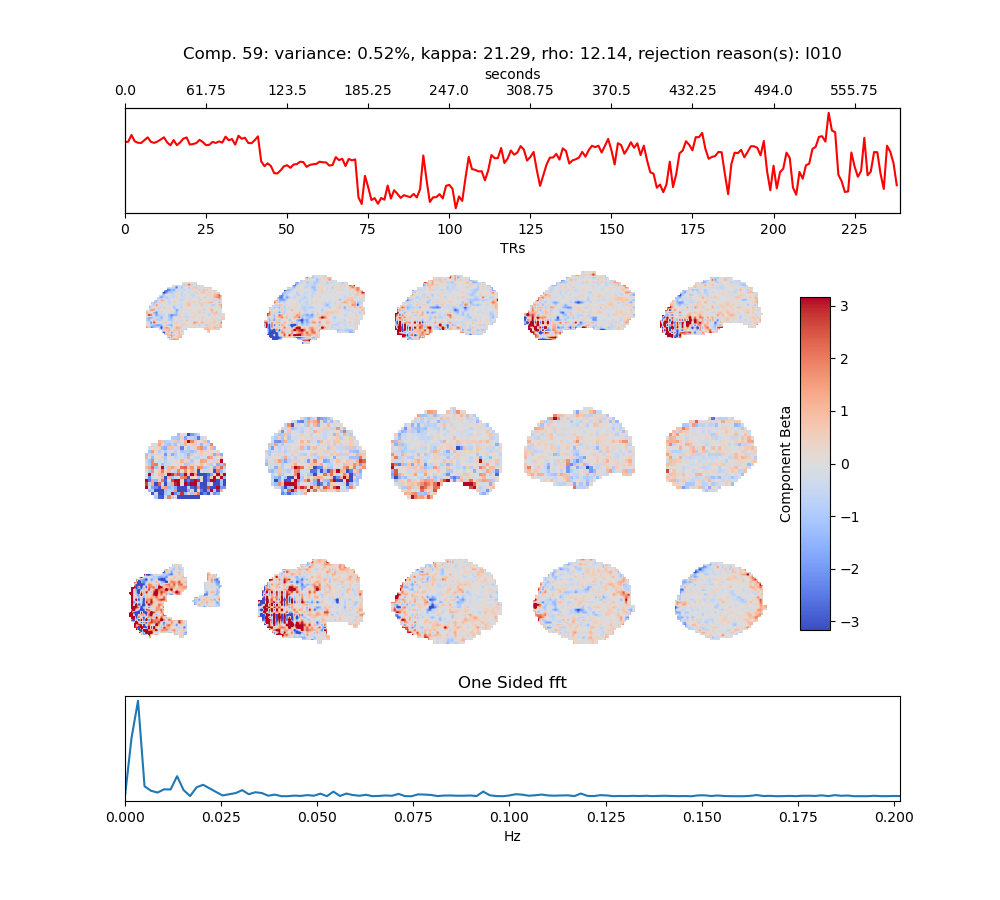 Comp. 59: variance: 0.52%, kappa: 21.29, rho: 12.14, rejection reason(s): I010
seconds
0.0 61.75 123.5 185.25 247.0 308.75 370.5 432.25 494.0 555.75
0 25 50 75 100 125 150 175 200 225
TRs
3
2
1
0
−1
−2
−3
Component Beta
One Sided fft
0.000 0.025 0.050 0.075 0.100 0.125 0.150 0.175 0.200
Hz